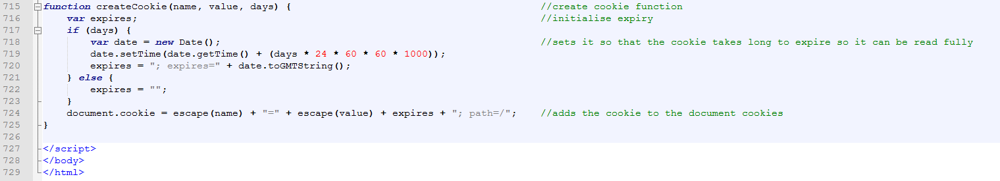 715 function createCookie(name, value, days) { //create cookie function
716 var expires; //initialise expiry
717 if (days) {
718 var date = new Date(); //sets it so that the cookie takes long to expire so it can be read fully
719 date.setTime(date.getTime() + (days * 24 * 60 * 60 * 1000));
720 expires = "; expires=" + date.toGMTString();
721 } else {
722 expires = "";
723 }
724 document.cookie = escape(name) + "=" + escape(value) + expires + "; path=/"; //adds the cookie to the document cookies
725 }
726
727 </script>
728 </body>
729 </html>